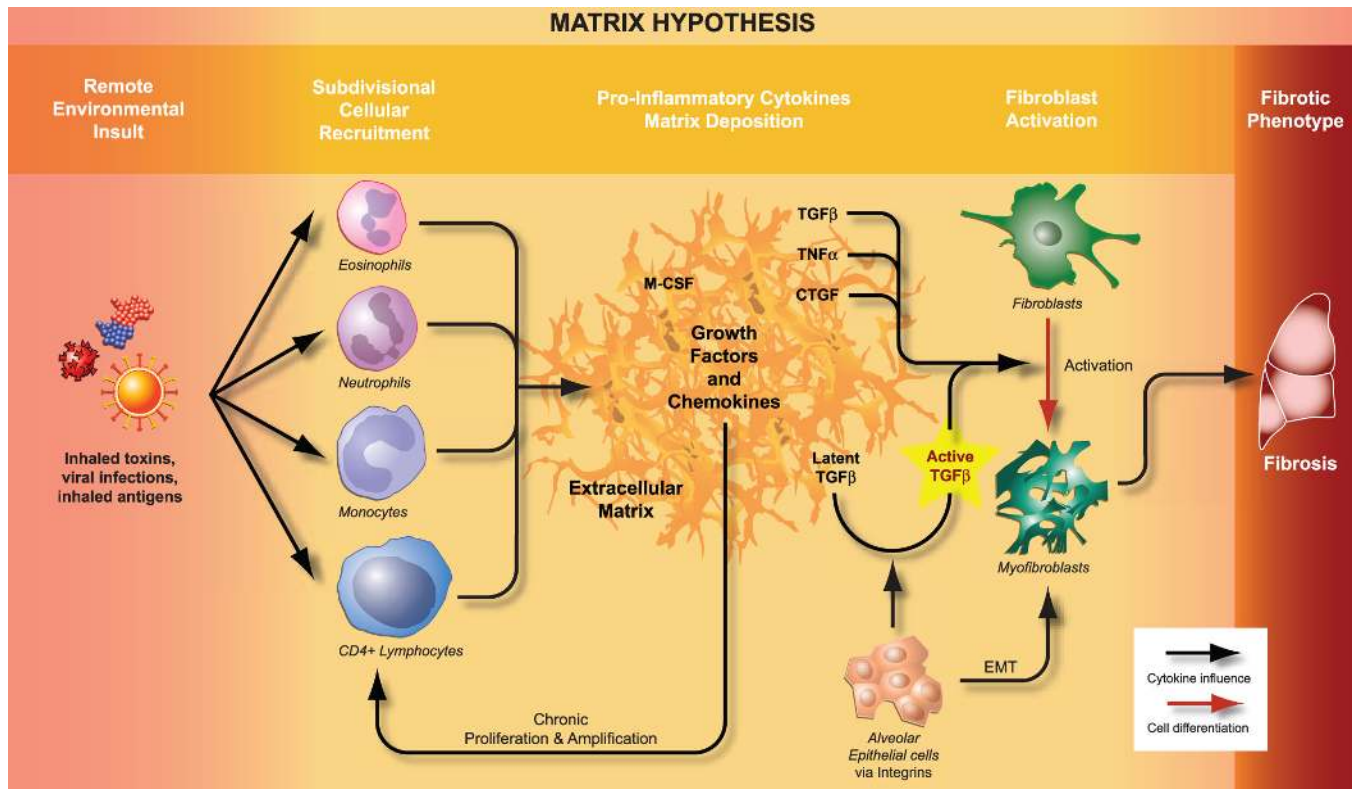 MATRIX HYPOTHESIS
Remote
Environmental
Insult
Subdivisional
Cellular
Recruitment
Pro-Inflammatory Cytokines
Matrix Deposition
Fibroblast
Activation
Fibrotic
Phenotype
Inhaled toxins,
viral infections,
inhaled antigens
Eosinophils
Neutrophils
Monocytes
CD4+ Lymphocytes
M-CSF
Growth
Factors
and
Chemokines
Extracellular
Matrix
Chronic
Proliferation & Amplification
TGFβ
TNFα
CTGF
Latent
TGFβ
Active
TGFβ
Alveolar
Epithelial cells
via Integrins
EMT
Fibroblasts
Activation
Myofibroblasts
Fibrosis
Cytokine influence
Cell differentiation